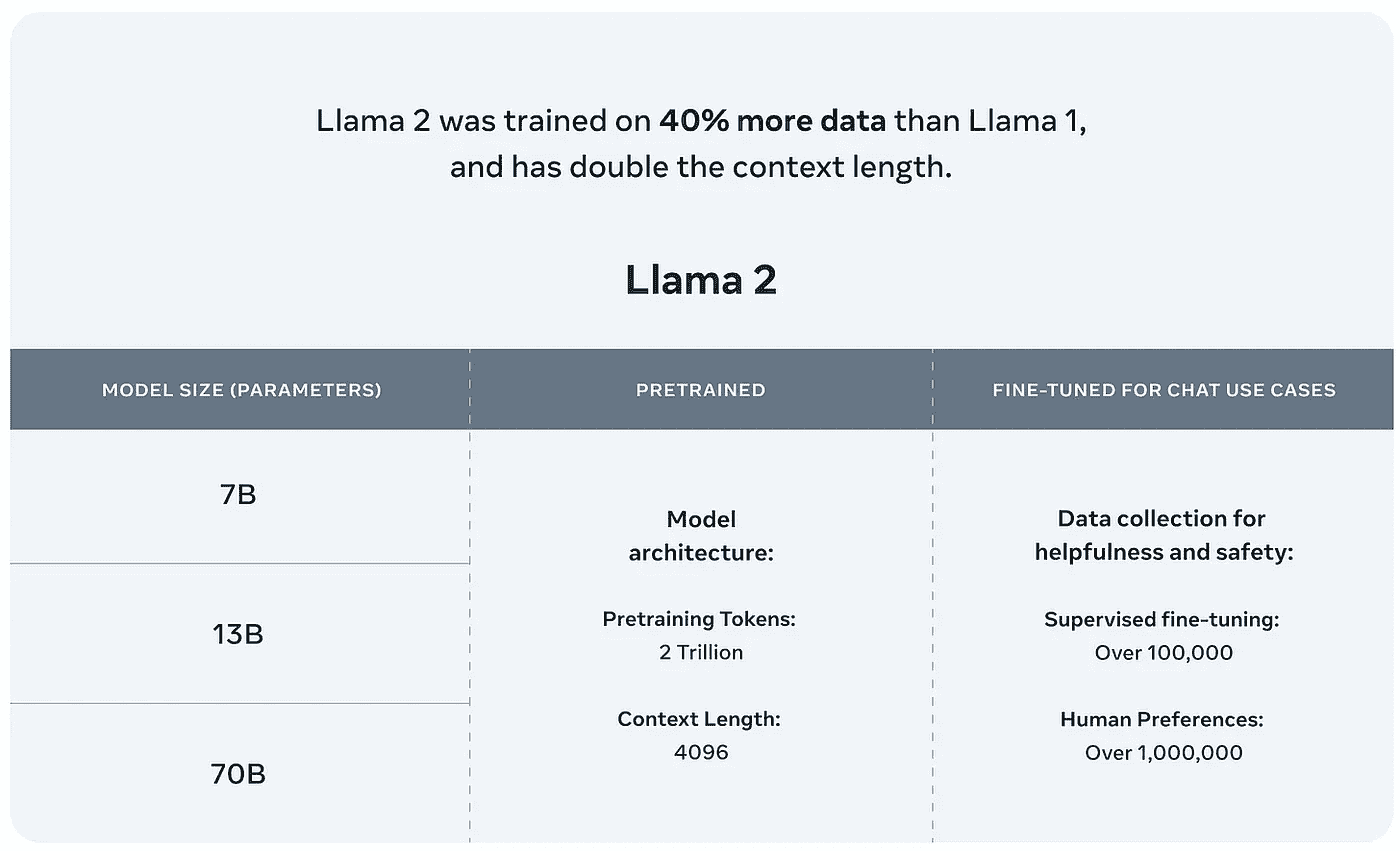 Llama 2 was trained on 40% more data than Llama 1,
and has double the context length.
Llama 2
MODEL SIZE (PARAMETERS)
PRETRAINED
FINE-TUNED FOR CHAT USE CASES
7B
13B
70B
Model
architecture:
Pretraining Tokens:
2 Trillion
Context Length:
4096
Data collection for
helpfulness and safety:
Supervised fine-tuning:
Over 100,000
Human Preferences:
Over 1,000,000